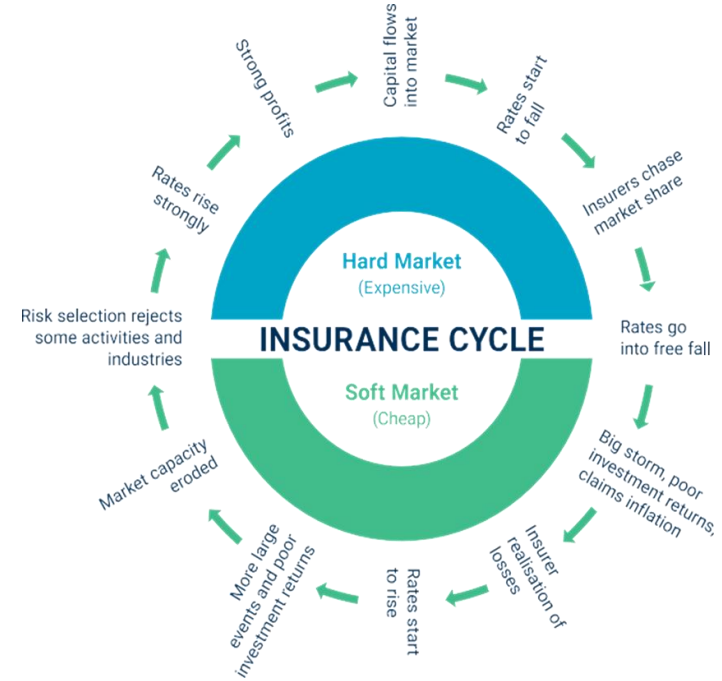 Capital flows
into market
Rates start
to fall
Insurers chase
market share
Rates go
into free fall
Big storm, poor
investment returns,
claims inflation
Insurer
realisation of
losses
Rates start
to rise
More large
events and poor
investment returns
Market capacity
eroded
Risk selection rejects
some activities and
industries
Rates rise
strongly
Strong profits
Hard Market
(Expensive)
INSURANCE CYCLE
Soft Market
(Cheap)